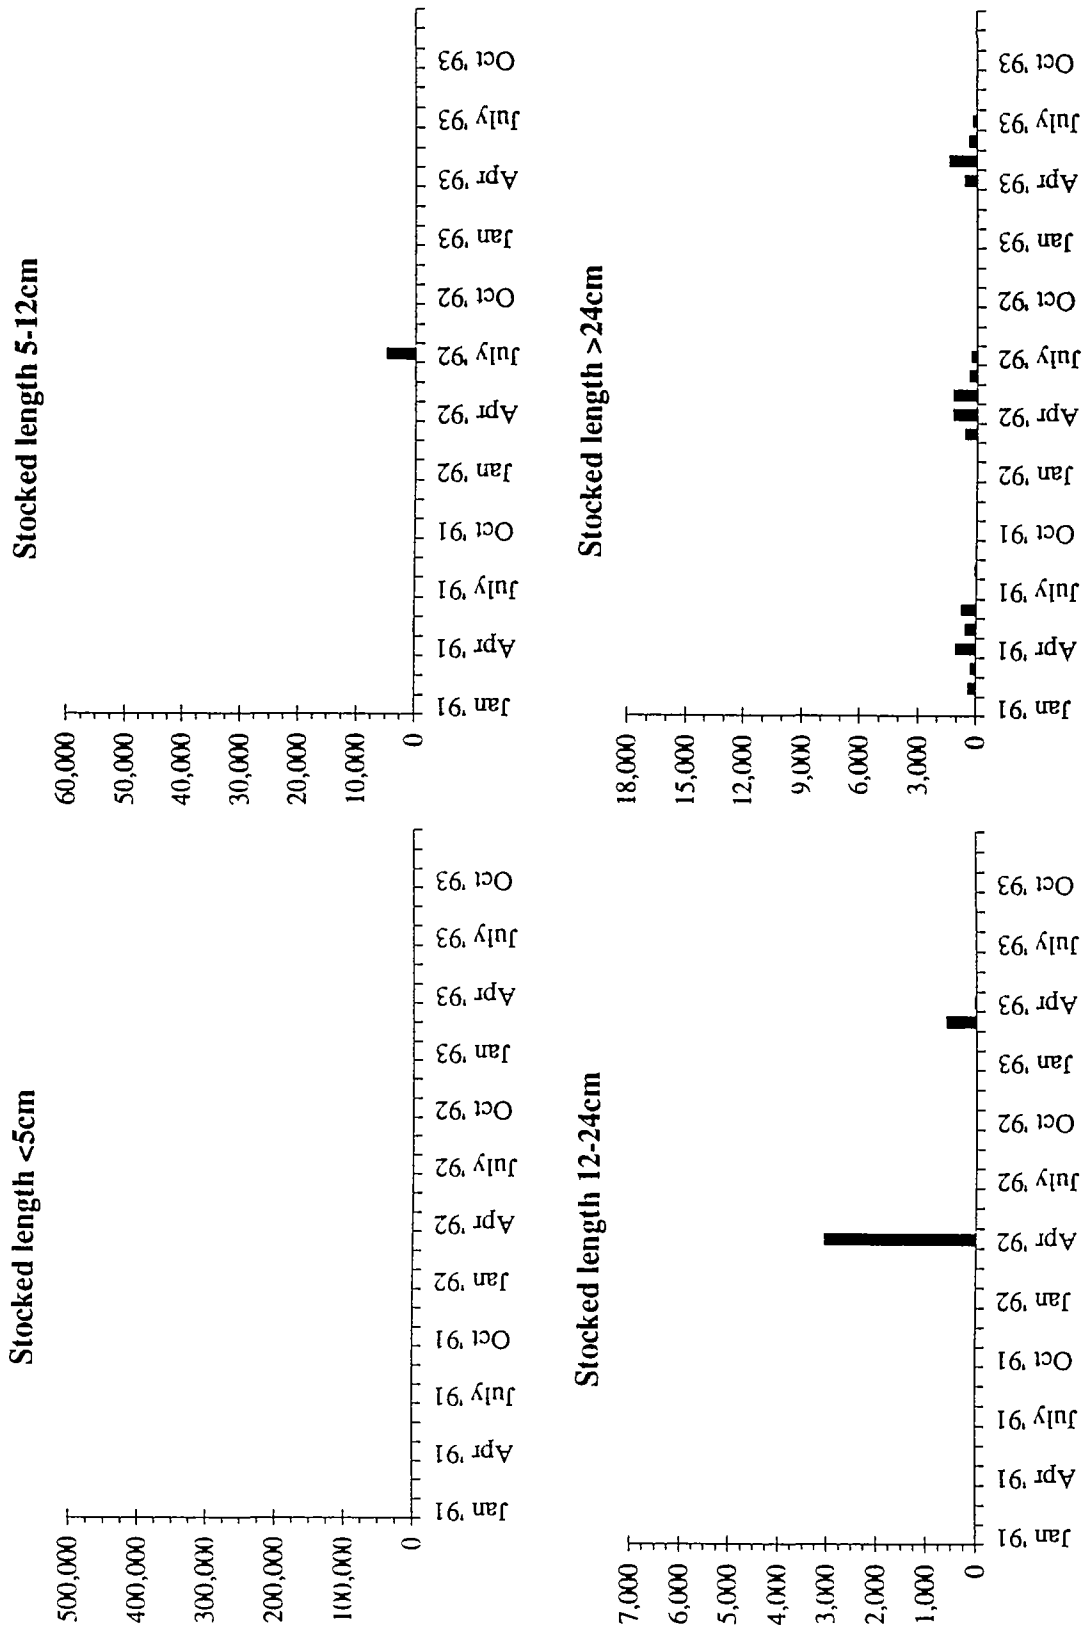 Stocked length <5cm
500,000
400,000
300,000
200,000
100,000
0
Jan '91
Apr '91
July '91
Oct '91
Jan '92
Apr '92
July '92
Oct '92
Jan '93
Apr '93
July '93
Oct '93
Stocked length 5-12cm
60,000
50,000
40,000
30,000
20,000
10,000
0
Jan '91
Apr '91
July '91
Oct '91
Jan '92
Apr '92
July '92
Oct '92
Jan '93
Apr '93
July '93
Oct '93
Stocked length 12-24cm
7,000
6,000
5,000
4,000
3,000
2,000
1,000
0
Jan '91
Apr '91
July '91
Oct '91
Jan '92
Apr '92
July '92
Oct '92
Jan '93
Apr '93
July '93
Oct '93
Stocked length >24cm
18,000
15,000
12,000
9,000
6,000
3,000
0
Jan '91
Apr '91
July '91
Oct '91
Jan '92
Apr '92
July '92
Oct '92
Jan '93
Apr '93
July '93
Oct '93